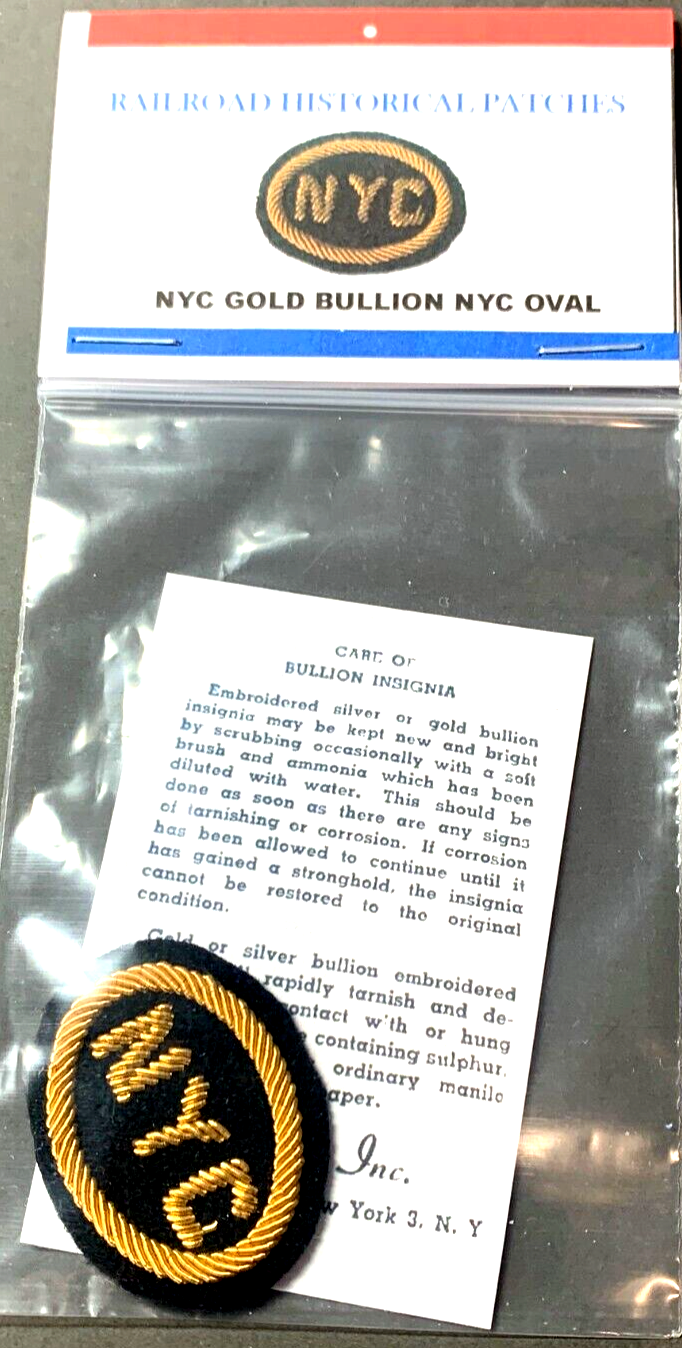 RAILROAD HISTORICAL PATCHES
NYC
NYC GOLD BULLION NYC OVAL
CARE OF
BULLION INSIGNIA
Embroidered silver or gold bullion
insignia may be kept new and bright
by scrubbing occasionally with a soft
brush and ammonia which has been
diluted with water. This should be
done as soon as there are any signs
of tarnishing or corrosion. If corrosion
has been allowed to continue until it
has gained a stronghold, the insignia
cannot be restored to the original
condition.
Gold or silver bullion embroidered
rapidly tarnish and de-
contact with or hung
containing sulphur.
ordinary manila
Inc.
York 3, N. Y
NYC